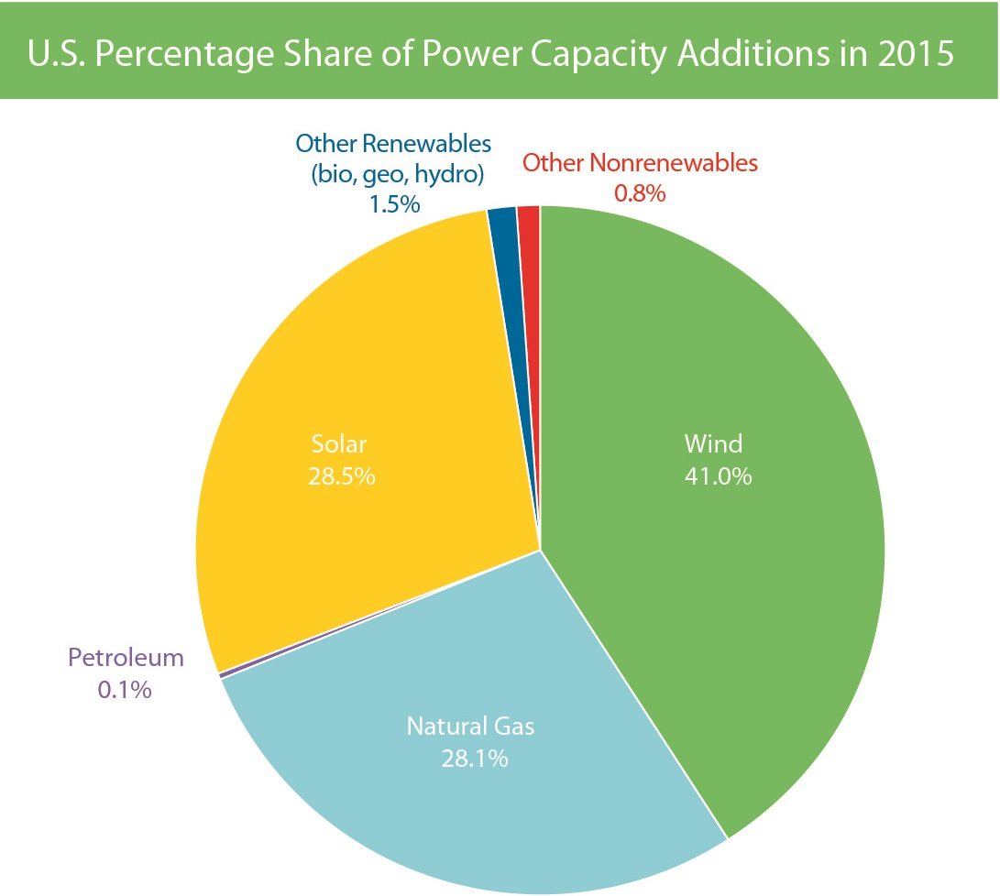 U.S. Percentage Share of Power Capacity Additions in 2015
Other Renewables
(bio, geo, hydro)
1.5%
Other Nonrenewables
0.8%
Solar
28.5%
Wind
41.0%
Petroleum
0.1%
Natural Gas
28.1%